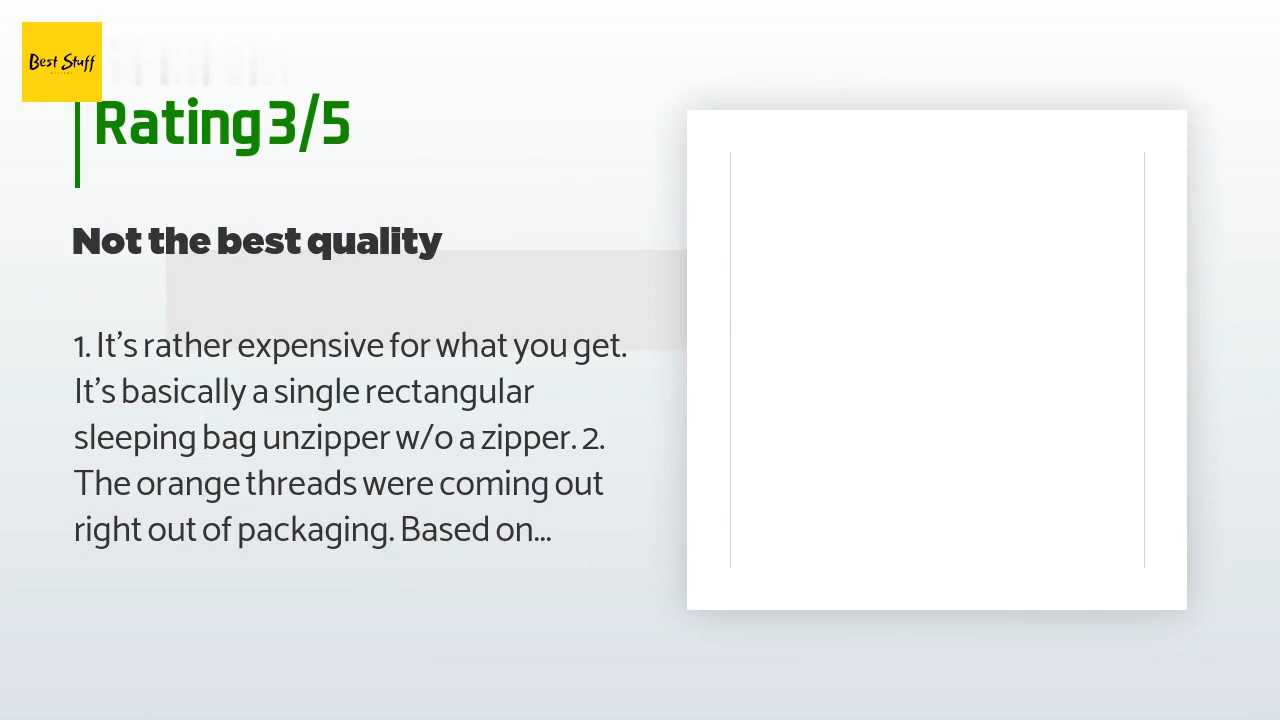 Best Stuff
Rating 3/5
Not the best quality
1. It's rather expensive for what you get.
It's basically a single rectangular
sleeping bag unzipper w/o a zipper. 2.
The orange threads were coming out
right out of packaging. Based on...